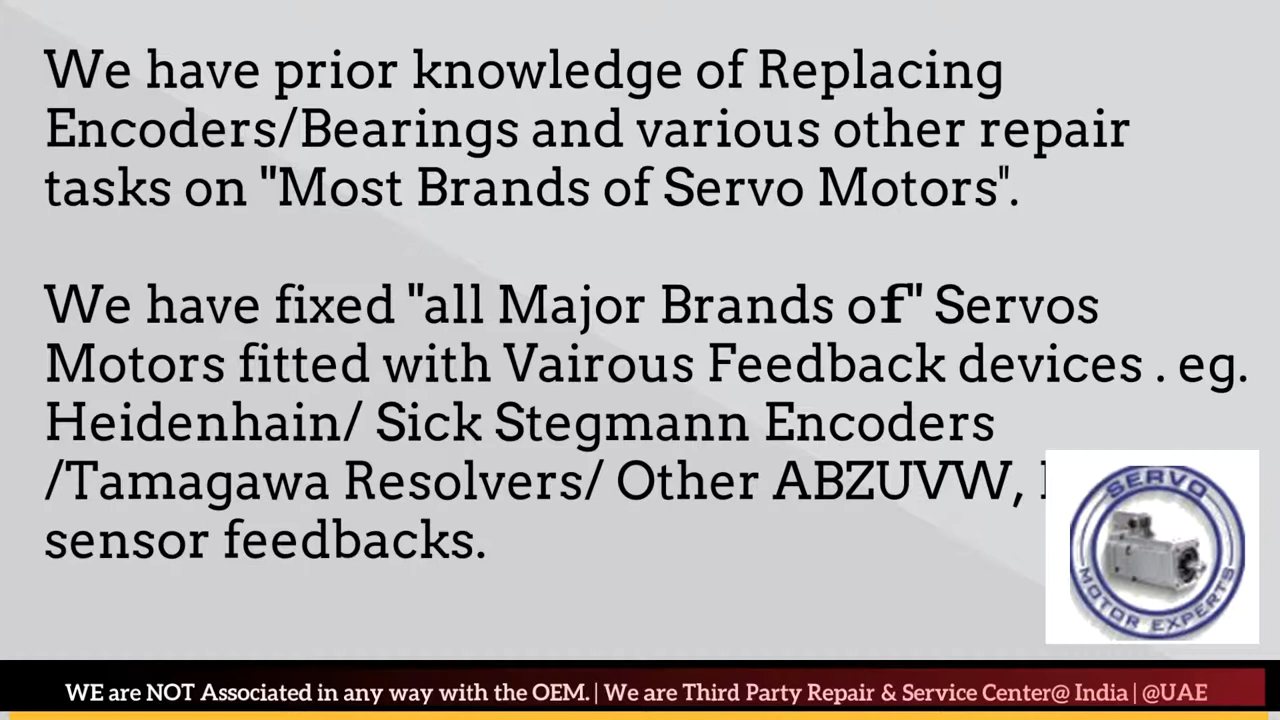 We have prior knowledge of Replacing
Encoders/Bearings and various other repair
tasks on "Most Brands of Servo Motors".
We have fixed "all Major Brands of" Servos
Motors fitted with Vairous Feedback devices . eg.
Heidenhain/ Sick Stegmann Encoders
/Tamagawa Resolvers/ Other ABZUVW,
sensor feedbacks.
SERVO
MOTOR EXPERTS
WE are NOT Associated in any way with the OEM. | We are Third Party Repair & Service Center@ India | @UAE